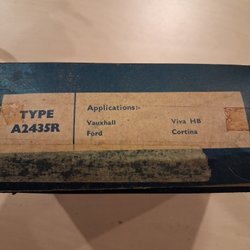 TYPE
A2435R
Applications:-
Vauxhall Viva HB
Ford Cortina